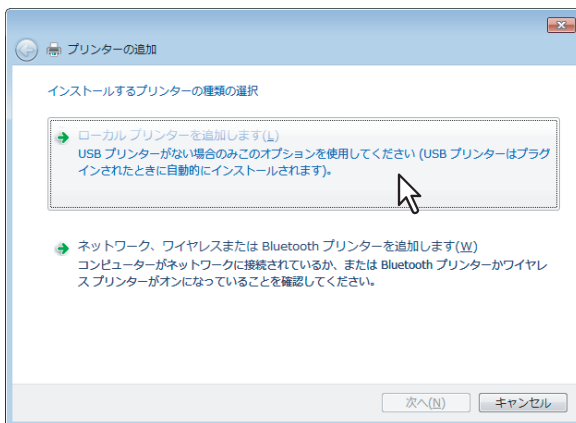 プリンターの追加
インストールするプリンターの種類の選択
ローカル プリンターを追加します(L)
USB プリンターがない場合のみこのオプションを使用してください (USB プリンターはプラグ
インされたときに自動的にインストールされます)。
ネットワーク、ワイヤレスまたは Bluetooth プリンターを追加します(W)
コンピューターがネットワークに接続されているか、または Bluetooth プリンターかワイヤレ
ス プリンターがオンになっていることを確認してください。
次へ(N) キャンセル